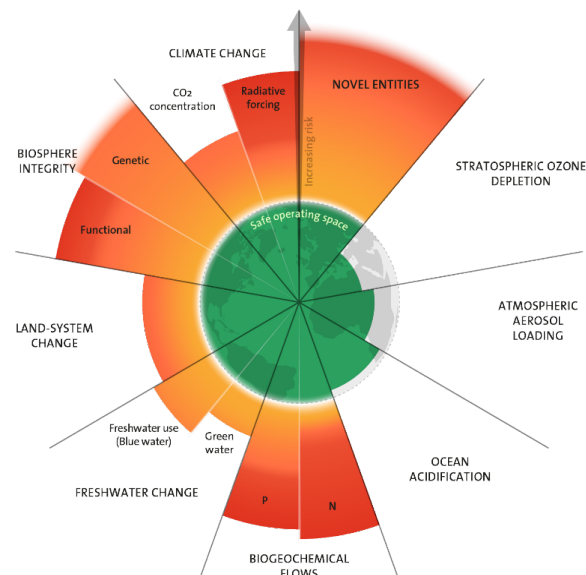 CLIMATE CHANGE
CO2
concentration
Radiative
forcing
Increasing risk
NOVEL ENTITIES
STRATOSPHERIC OZONE
DEPLETION
ATMOSPHERIC
AEROSOL
LOADING
OCEAN
ACIDIFICATION
N
P
BIOGEOCHEMICAL
FLOWS
Green
water
Freshwater use
(Blue water)
FRESHWATER CHANGE
LAND-SYSTEM
CHANGE
Functional
Genetic
BIOSPHERE
INTEGRITY
Safe operating space